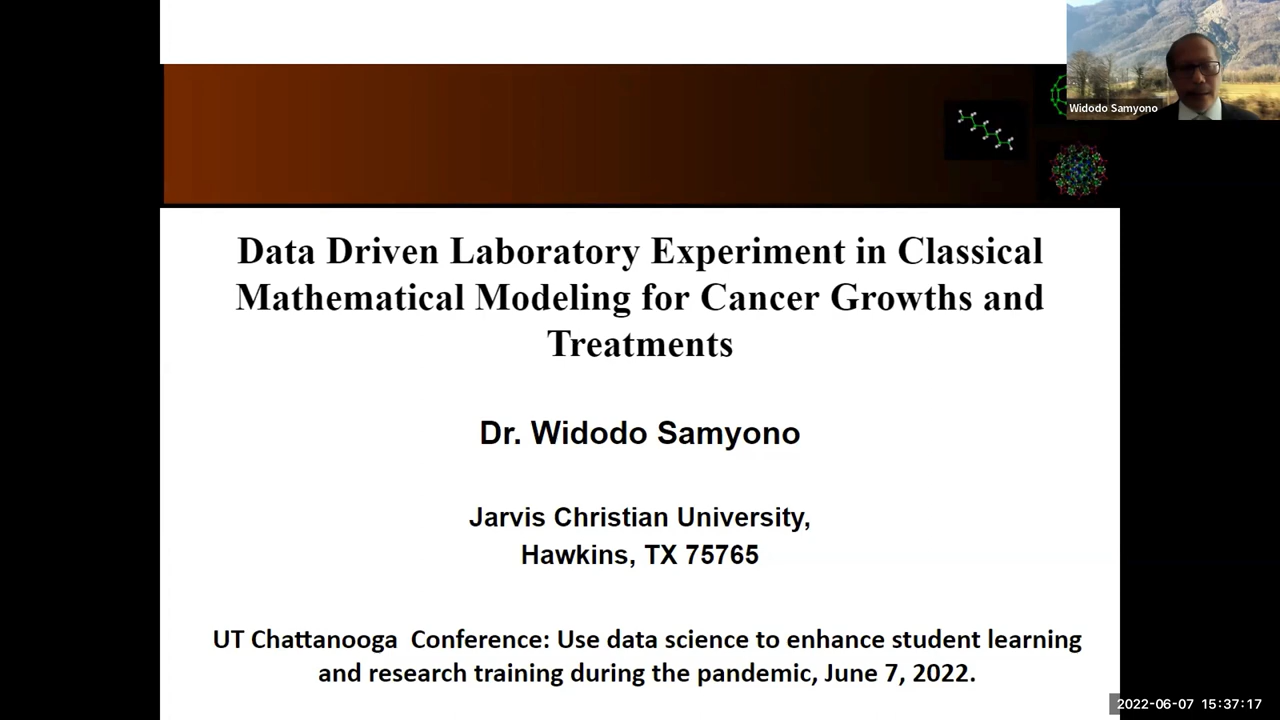 Widodo Samyono
Data Driven Laboratory Experiment in Classical
Mathematical Modeling for Cancer Growths and
Treatments
Dr. Widodo Samyono
Jarvis Christian University,
Hawkins, TX 75765
UT Chattanooga  Conference: Use data science to enhance student learning
and research training during the pandemic, June 7, 2022.
2022-06-07 15:37:17